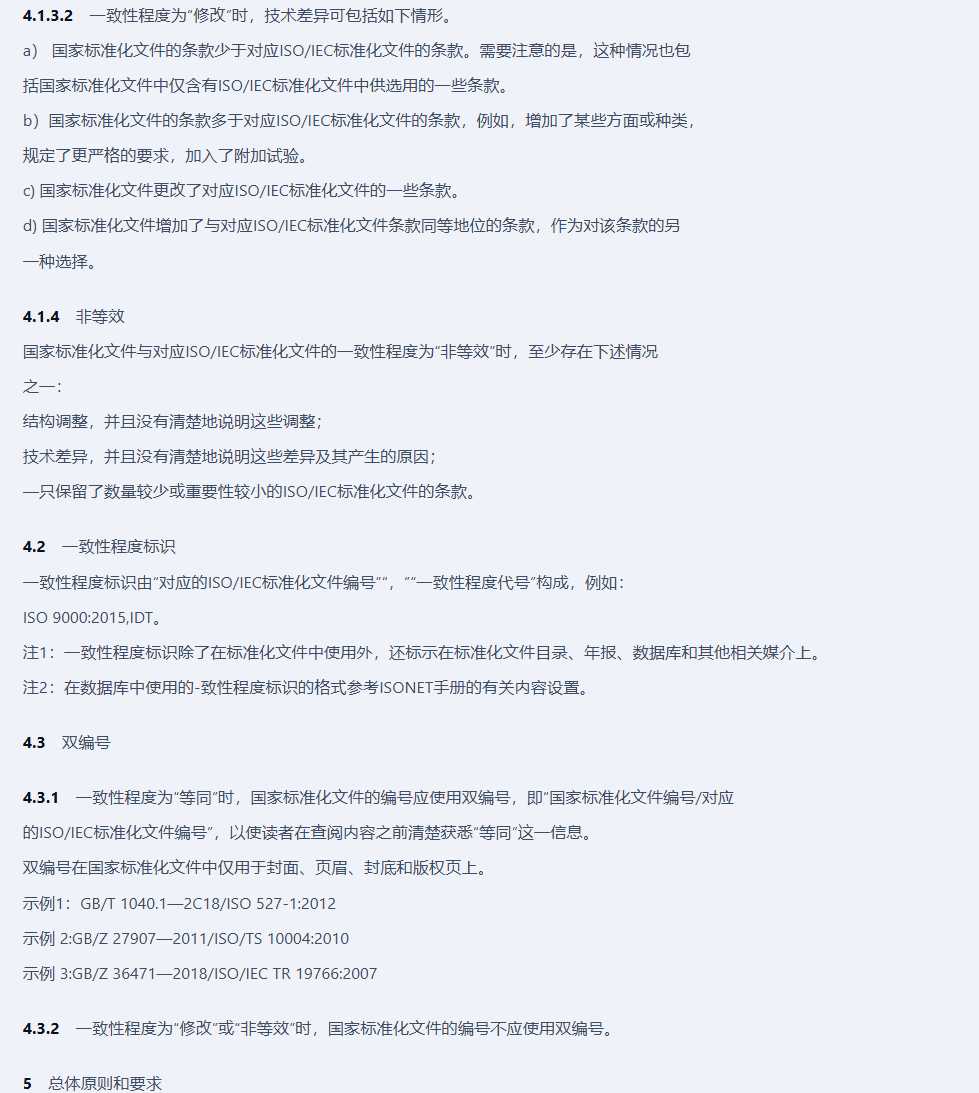 4.1.3.2 一致性程度为“修改”时，技术差异可包括如下情形。
a） 国家标准化文件的条款少于对应ISO/IEC标准化文件的条款。需要注意的是，这种情况也包
括国家标准化文件中仅含有ISO/IEC标准化文件中供选用的一些条款。
b）国家标准化文件的条款多于对应ISO/IEC标准化文件的条款，例如，增加了某些方面或种类，
规定了更严格的要求，加入了附加试验。
c) 国家标准化文件更改了对应ISO/IEC标准化文件的一些条款。
d) 国家标准化文件增加了与对应ISO/IEC标准化文件条款同等地位的条款，作为对该条款的另
一种选择。
4.1.4 非等效
国家标准化文件与对应ISO/IEC标准化文件的一致性程度为“非等效”时，至少存在下述情况
之一：
结构调整，并且没有清楚地说明这些调整；
技术差异，并且没有清楚地说明这些差异及其产生的原因；
—只保留了数量较少或重要性较小的ISO/IEC标准化文件的条款。
4.2 一致性程度标识
一致性程度标识由“对应的ISO/IEC标准化文件编号”“，”“一致性程度代号”构成，例如：
ISO 9000:2015,IDT。
注1：一致性程度标识除了在标准化文件中使用外，还标示在标准化文件目录、年报、数据库和其他相关媒介上。
注2：在数据库中使用的-致性程度标识的格式参考ISONET手册的有关内容设置。
4.3 双编号
4.3.1 一致性程度为“等同”时，国家标准化文件的编号应使用双编号，即“国家标准化文件编号/对应
的ISO/IEC标准化文件编号”，以使读者在查阅内容之前清楚获悉“等同”这一信息。
双编号在国家标准化文件中仅用于封面、页眉、封底和版权页上。
示例1：GB/T 1040.1—2C18/ISO 527-1:2012
示例 2:GB/Z 27907—2011/ISO/TS 10004:2010
示例 3:GB/Z 36471—2018/ISO/IEC TR 19766:2007
4.3.2 一致性程度为“修改”或“非等效”时，国家标准化文件的编号不应使用双编号。
5 总体原则和要求